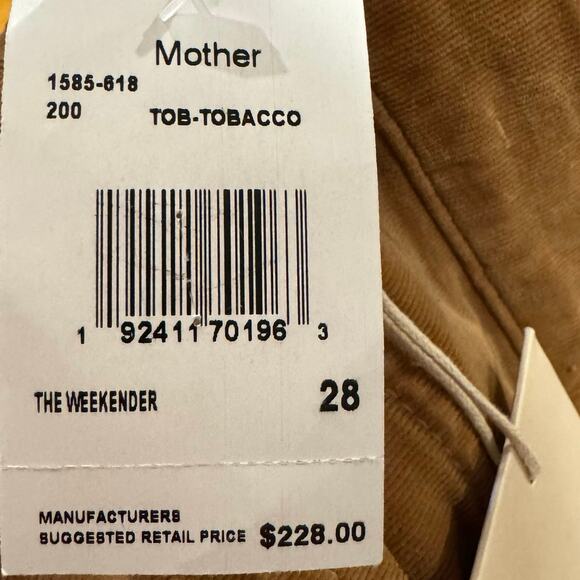 Mother
1585-618
200 TOB-TOBACCO
1 92411 70196 3
THE WEEKENDER 28
MANUFACTURERS
SUGGESTED RETAIL PRICE $228.00